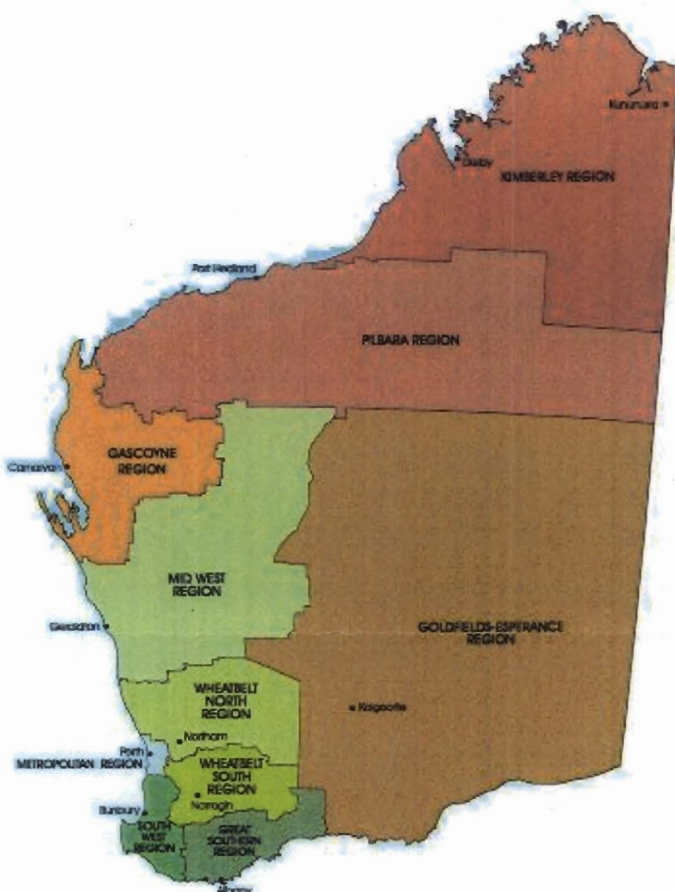 Kununurra
Derby
KIMBERLEY REGION
Port Hedland
PILBARA REGION
GASCOYNE
REGION
Carnarvon
MID WEST
REGION
Geraldton
GOLDFIELDS-ESPERANCE
REGION
WHEATBELT
NORTH
REGION
Kalgoorlie
Northam
Perth
METROPOLITAN REGION
WHEATBELT
SOUTH
REGION
Narrogin
Bunbury
SOUTH
WEST
REGION
GREAT
SOUTHERN
REGION
Albany